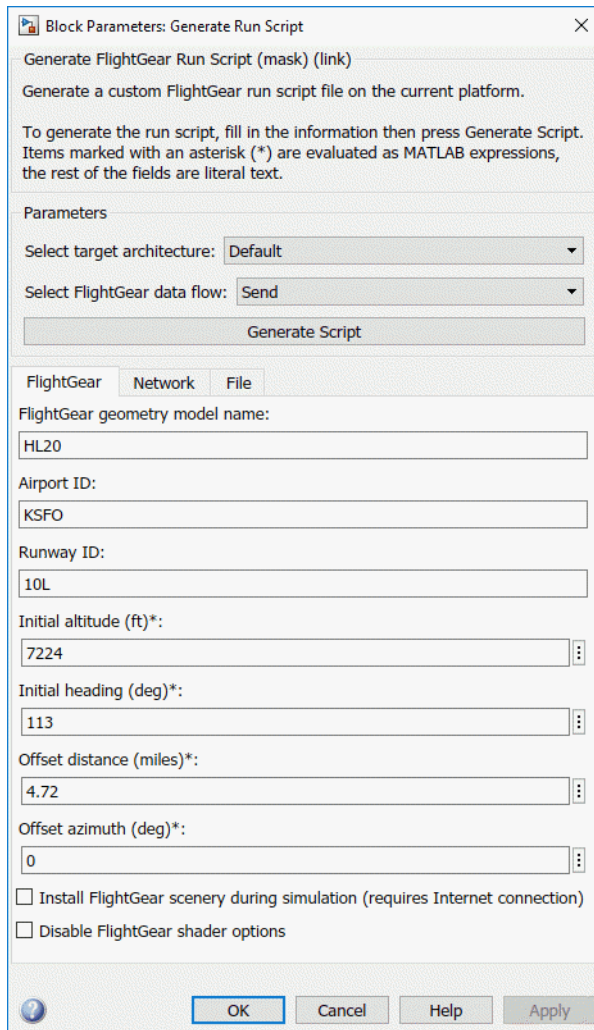 Block Parameters: Generate Run Script
Generate FlightGear Run Script (mask) (link)
Generate a custom FlightGear run script file on the current platform.
To generate the run script, fill in the information then press Generate Script.
Items marked with an asterisk (*) are evaluated as MATLAB expressions,
the rest of the fields are literal text.
Parameters
Select target architecture: Default
Select FlightGear data flow: Send
Generate Script
FlightGear Network File
FlightGear geometry model name:
HL20
Airport ID:
KSFO
Runway ID:
10L
Initial altitude (ft)*:
7224
Initial heading (deg)*:
113
Offset distance (miles)*:
4.72
Offset azimuth (deg)*:
0
Install FlightGear scenery during simulation (requires Internet connection)
Disable FlightGear shader options
? OK Cancel Help Apply